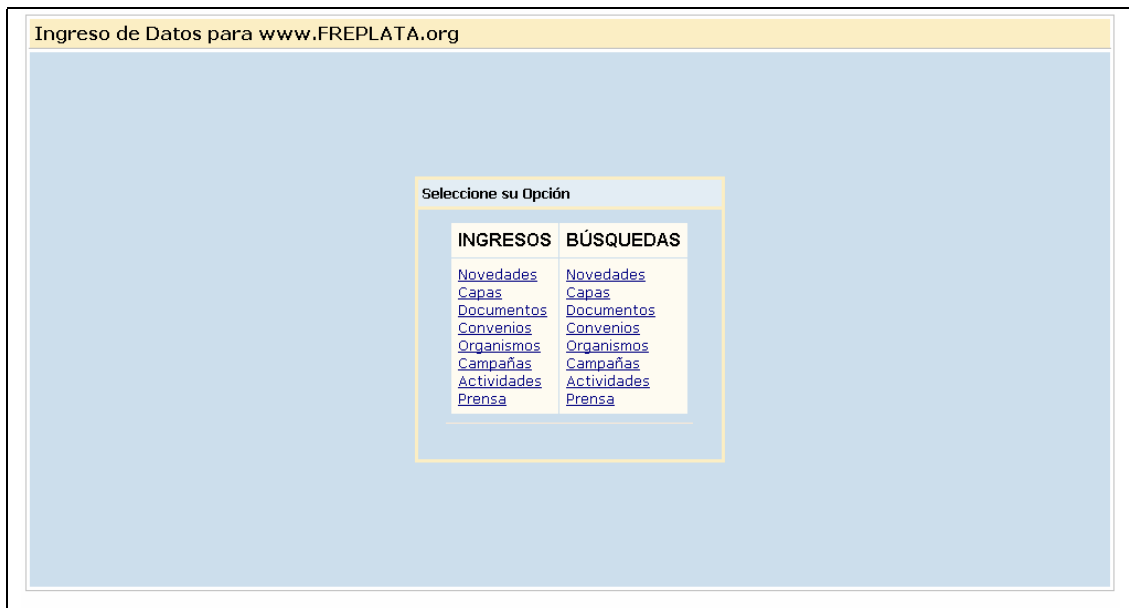 Ingreso de Datos para www.FREPLATA.org
Seleccione su Opción
INGRESOS BÚSQUEDAS
Novedades Novedades
Capas Capas
Documentos Documentos
Convenios Convenios
Organismos Organismos
Campañas Campañas
Actividades Actividades
Prensa Prensa